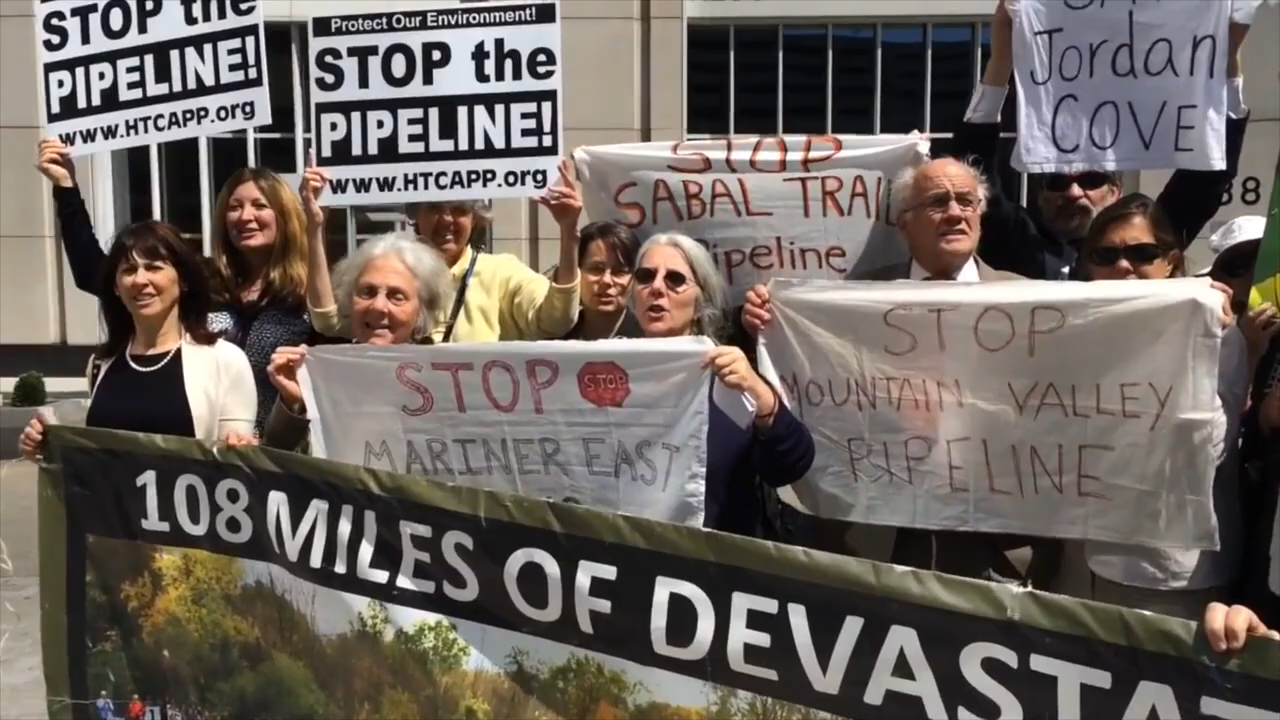 STOP the
PIPELINE!
www.HTCAPP.org
Protect Our Environment!
STOP the
PIPELINE!
www.HTCAPP.org
Jordan
COVE
STOP
SABAL TRAIL
Pipeline
STOP
MOUNTAIN VALLEY
PIPELINE
STOP STOP
MARINER EAST
108 MILES OF DEVASTAT